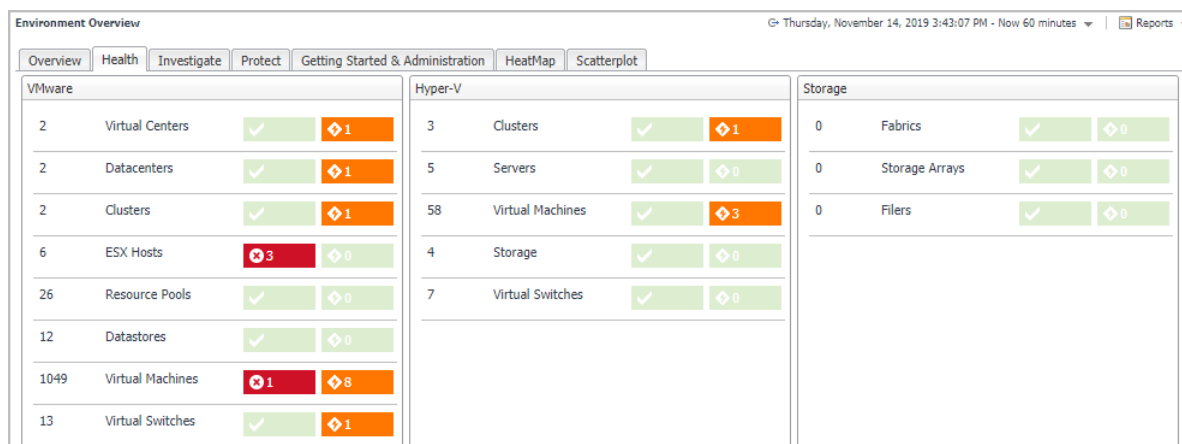 Environment Overview
Thursday, November 14, 2019 3:43:07 PM - Now 60 minutes
Reports
Overview
Health
Investigate
Protect
Getting Started & Administration
HeatMap
Scatterplot
VMware
2 Virtual Centers 1
2 Datacenters 1
2 Clusters 1
6 ESX Hosts 3 0
26 Resource Pools 0
12 Datastores 0
1049 Virtual Machines 1 8
13 Virtual Switches 1
Hyper-V
3 Clusters 1
5 Servers 0
58 Virtual Machines 3
4 Storage 0
7 Virtual Switches 0
Storage
0 Fabrics 0
0 Storage Arrays 0
0 Filers 0